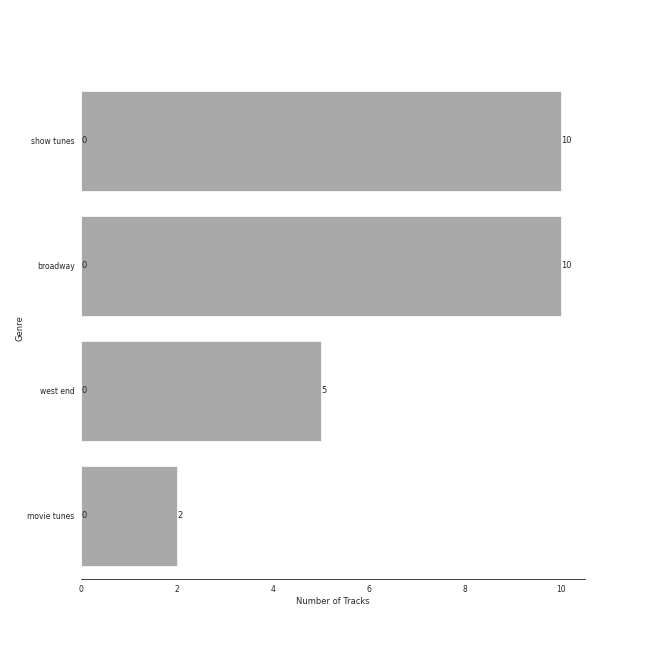 show tunes 0 10
broadway 0 10
Genre
west end 0 5
movie tunes 0 2
0 2 4 6 8 10
Number of Tracks